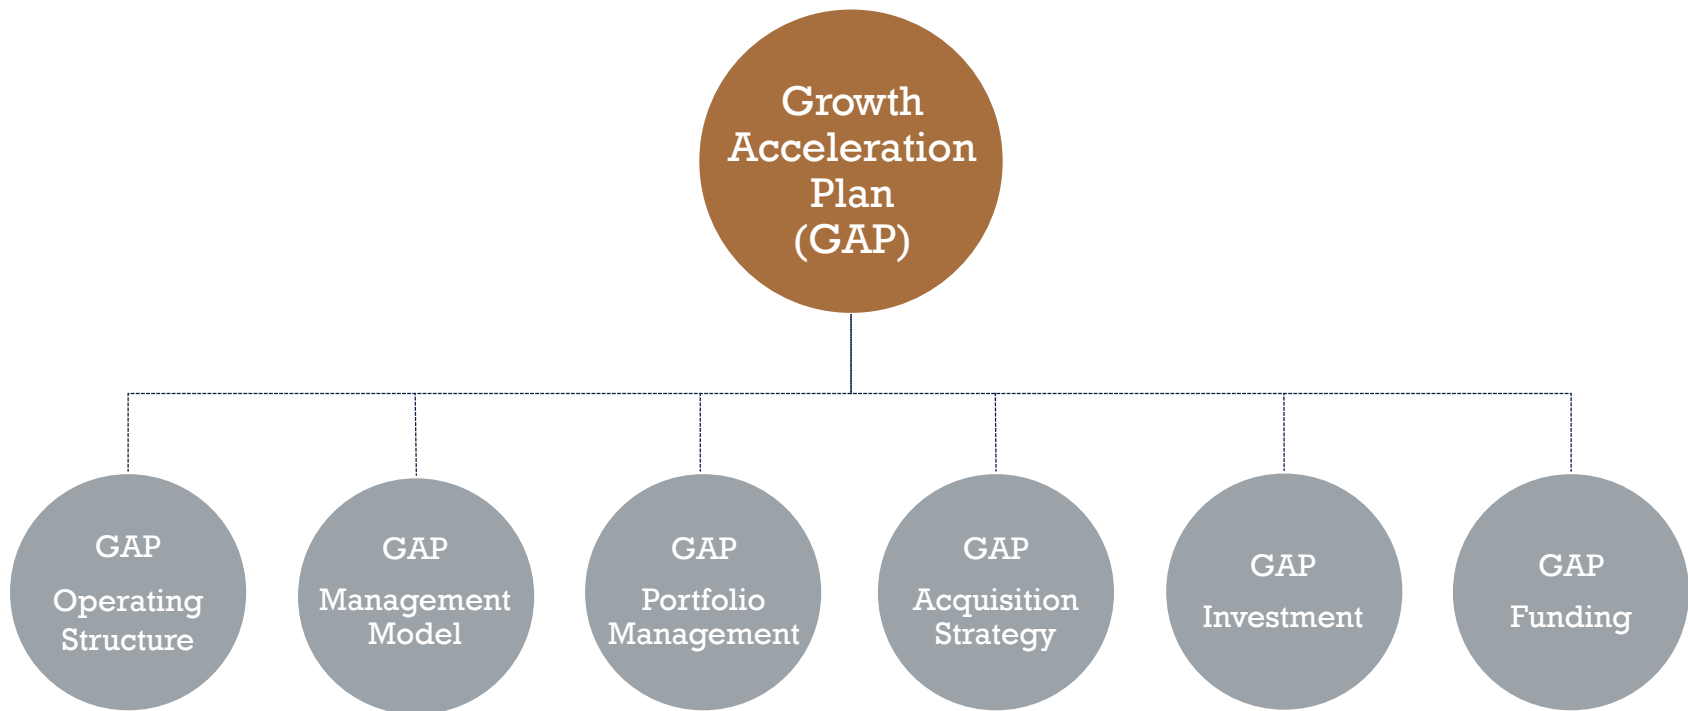 Growth
Acceleration
Plan
(GAP)
GAP
Operating
Structure
GAP
Management
Model
GAP
Portfolio
Management
GAP
Acquisition
Strategy
GAP
Investment
GAP
Funding